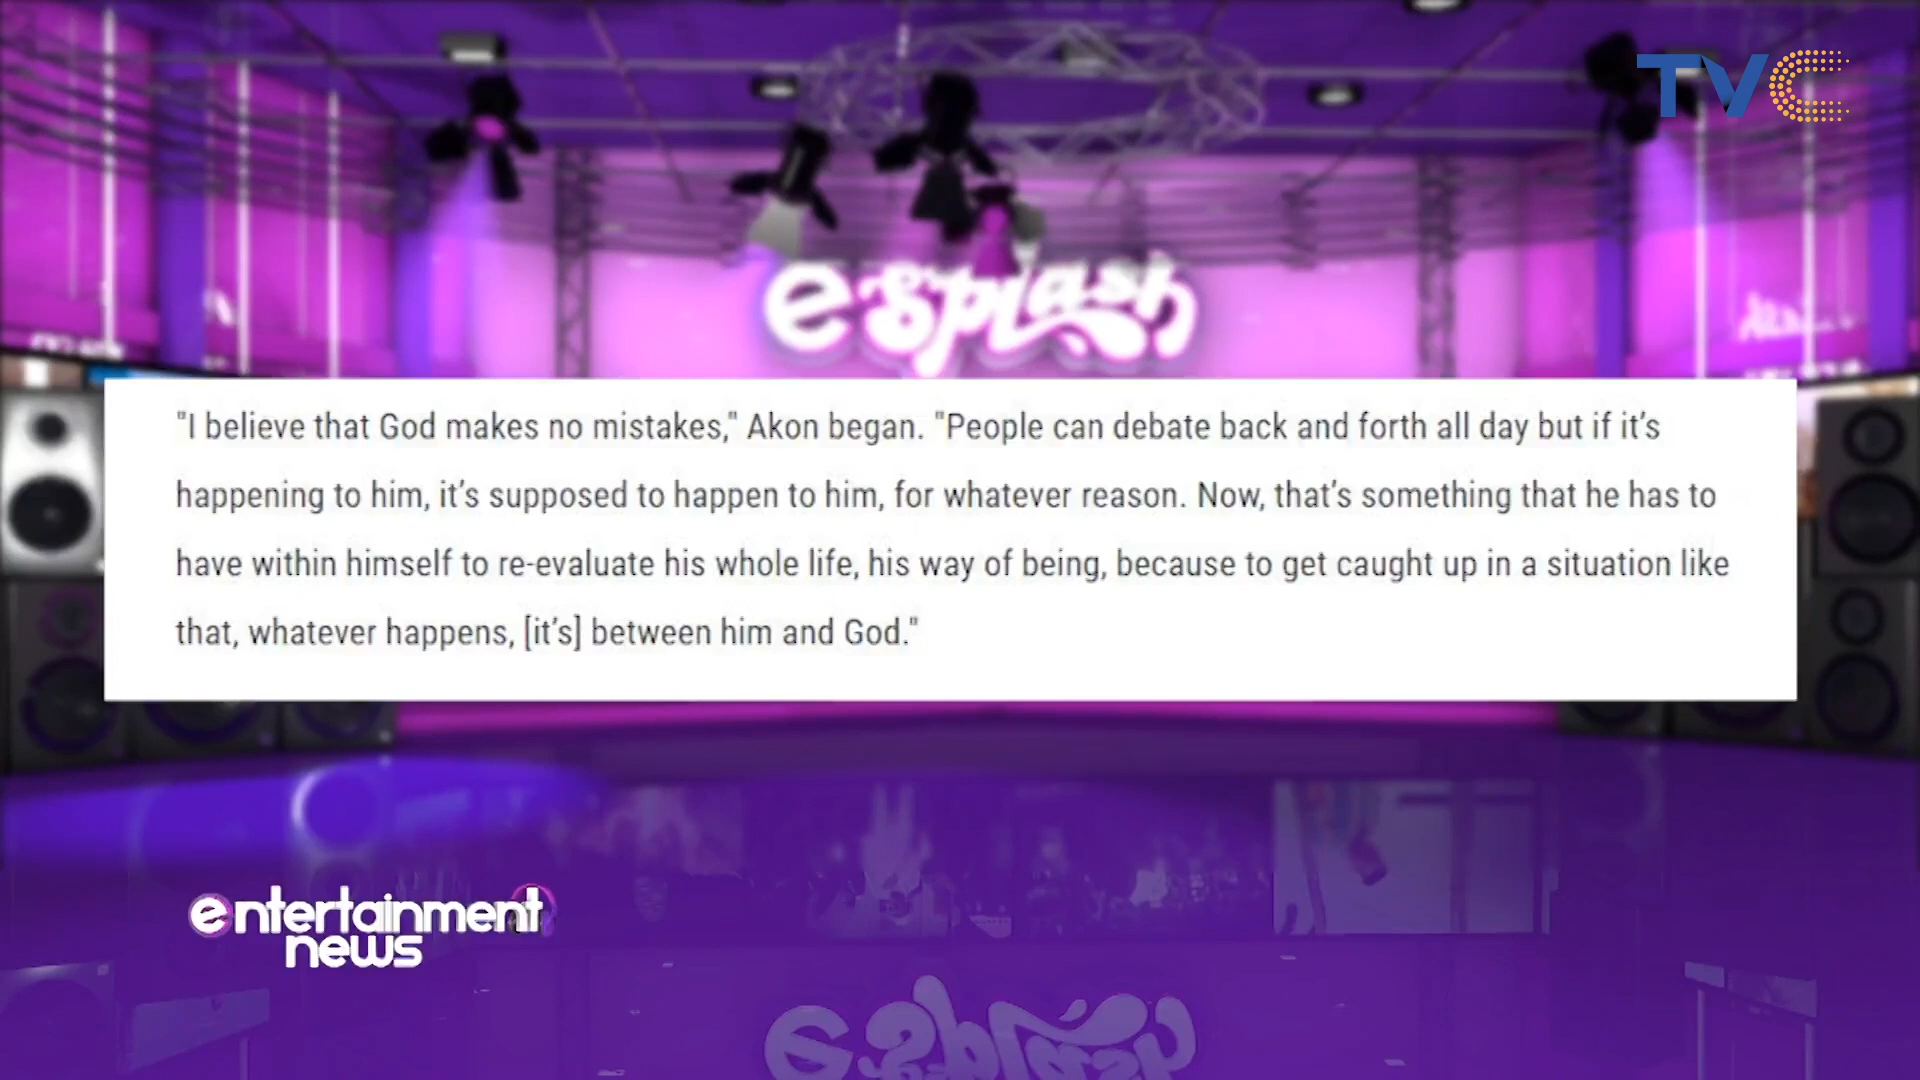 TVC
e splash
"I believe that God makes no mistakes," Akon began. "People can debate back and forth all day but if it’s
happening to him, it’s supposed to happen to him, for whatever reason. Now, that’s something that he has to
have within himself to re-evaluate his whole life, his way of being, because to get caught up in a situation like
that, whatever happens, [it’s] between him and God."
entertainment
news